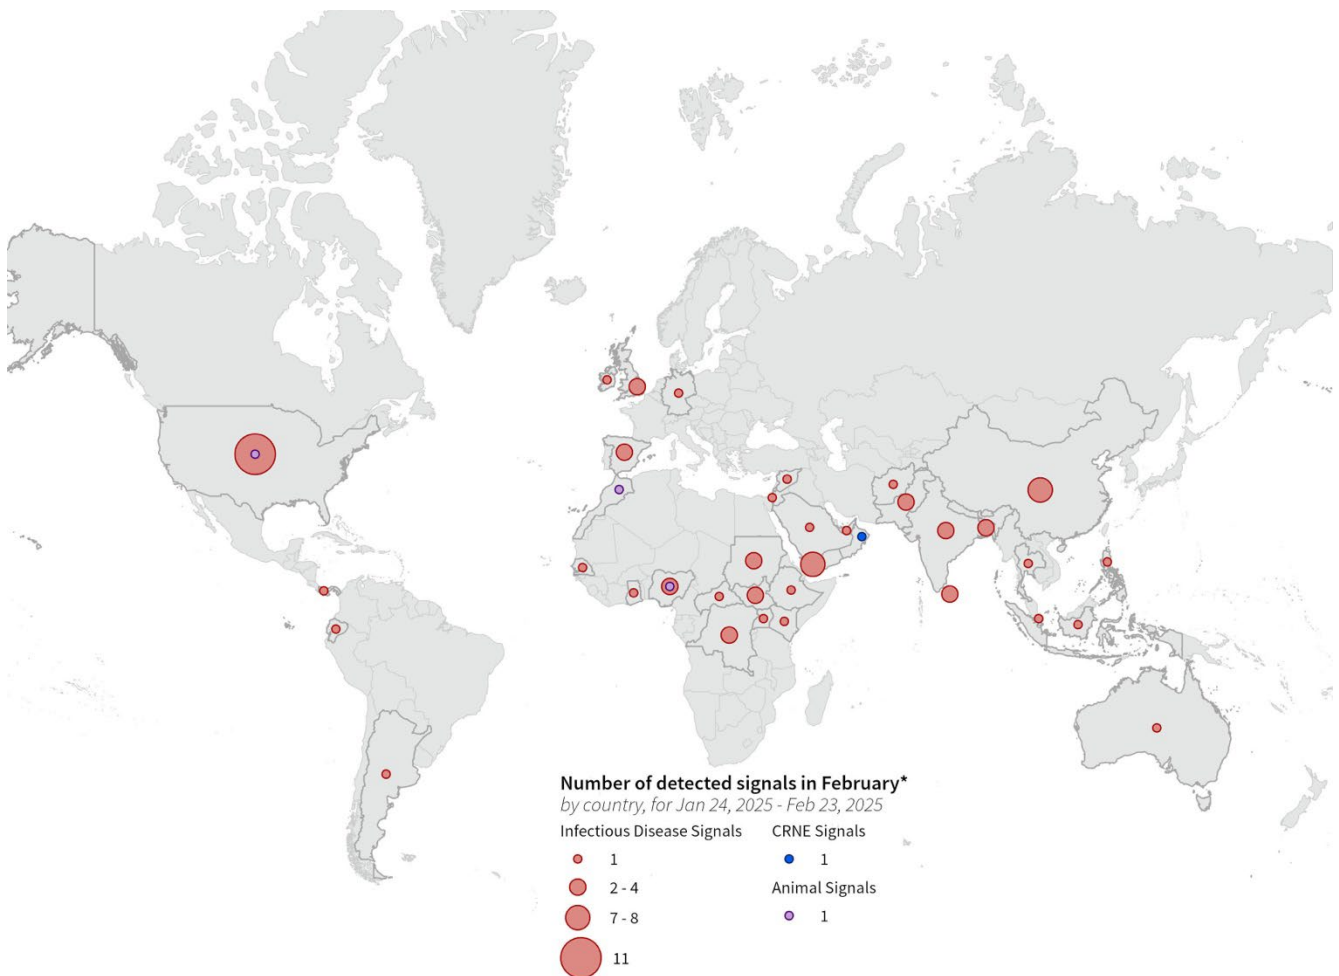 Number of detected signals in February*
by country, for Jan 24, 2025 - Feb 23, 2025
Infectious Disease Signals
1
2 - 4
7 - 8
11
CRNE Signals
1
Animal Signals
1